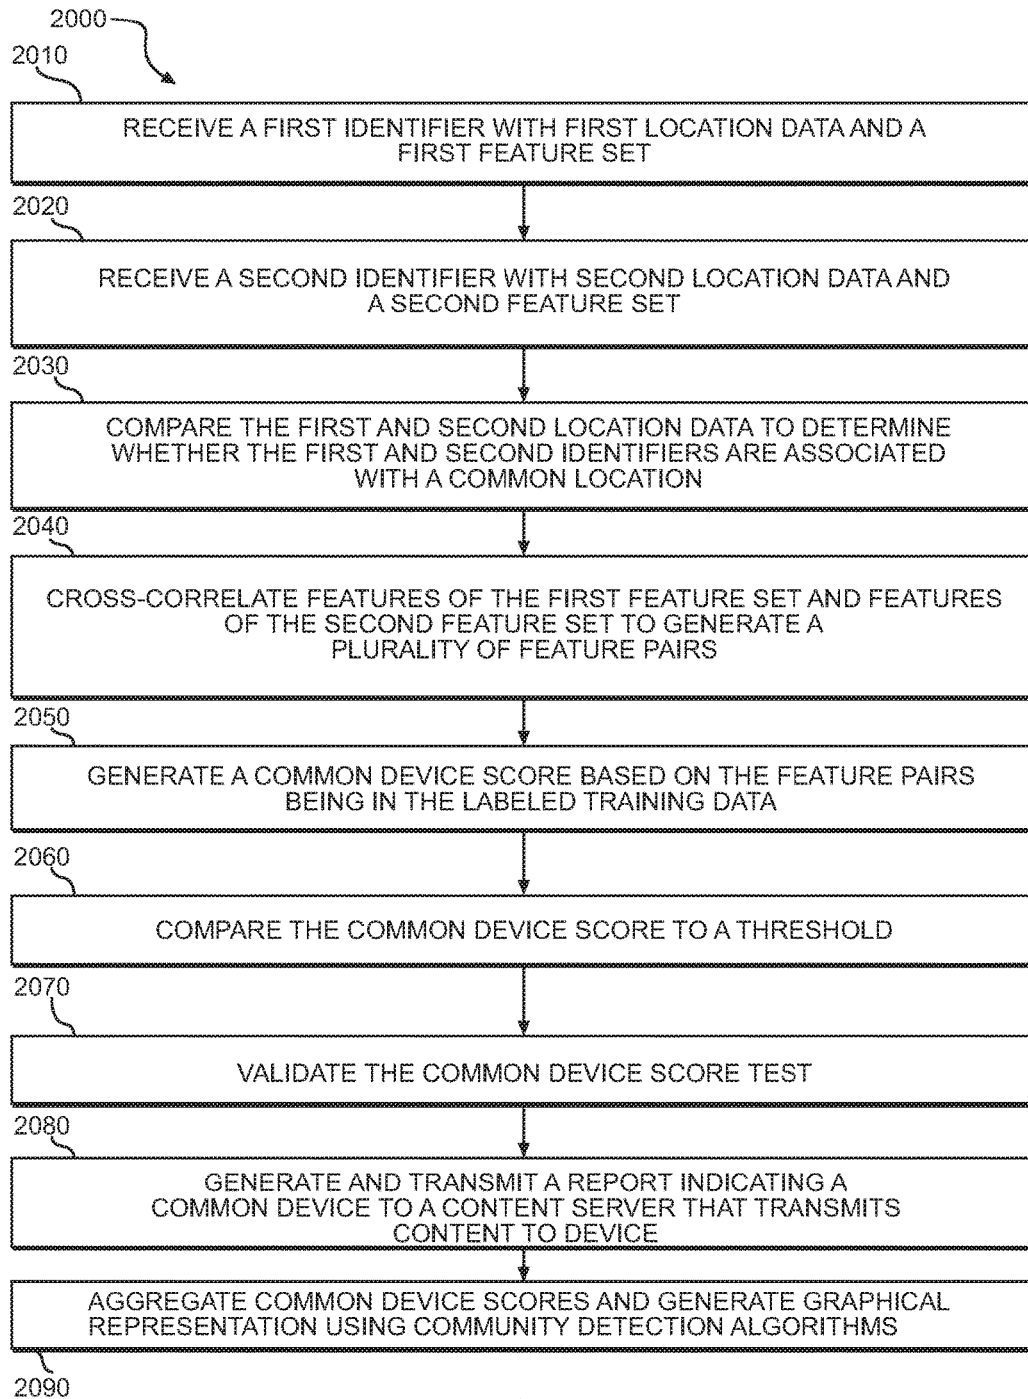 2000
2010
RECEIVE A FIRST IDENTIFIER WITH FIRST LOCATION DATA AND A
FIRST FEATURE SET
2020
RECEIVE A SECOND IDENTIFIER WITH SECOND LOCATION DATA AND
A SECOND FEATURE SET
2030
COMPARE THE FIRST AND SECOND LOCATION DATA TO DETERMINE
WHETHER THE FIRST AND SECOND IDENTIFIERS ARE ASSOCIATED
WITH A COMMON LOCATION
2040
CROSS-CORRELATE FEATURES OF THE FIRST FEATURE SET AND FEATURES
OF THE SECOND FEATURE SET TO GENERATE A
PLURALITY OF FEATURE PAIRS
2050
GENERATE A COMMON DEVICE SCORE BASED ON THE FEATURE PAIRS
BEING IN THE LABELED TRAINING DATA
2060
COMPARE THE COMMON DEVICE SCORE TO A THRESHOLD
2070
VALIDATE THE COMMON DEVICE SCORE TEST
2080
GENERATE AND TRANSMIT A REPORT INDICATING A
COMMON DEVICE TO A CONTENT SERVER THAT TRANSMITS
CONTENT TO DEVICE
AGGREGATE COMMON DEVICE SCORES AND GENERATE GRAPHICAL
REPRESENTATION USING COMMUNITY DETECTION ALGORITHMS
2090